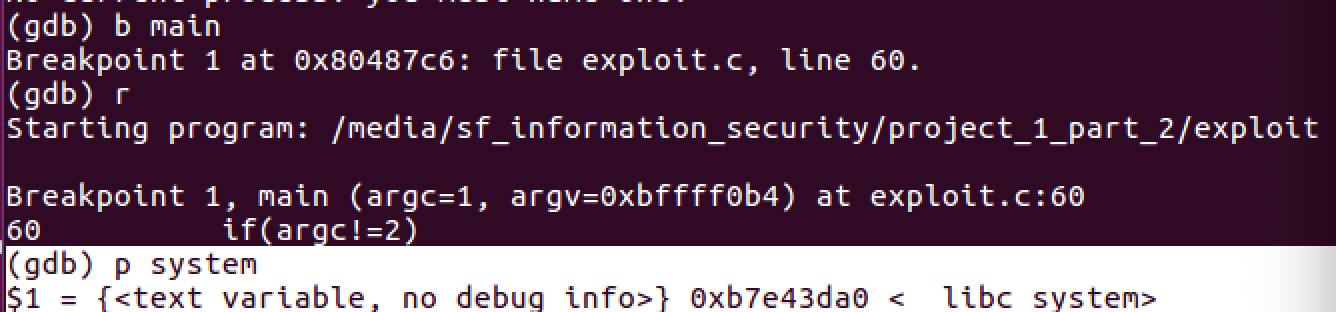 (gdb) b main
Breakpoint 1 at 0x80487c6: file exploit.c, line 60.
(gdb) r
Starting program: /media/sf_information_security/project_1_part_2/exploit
Breakpoint 1, main (argc=1, argv=0xbffff0b4) at exploit.c:60
60          if(argc!=2)
(gdb) p system
$1 = {<text variable, no debug info>} 0xb7e43da0 <  libc system>